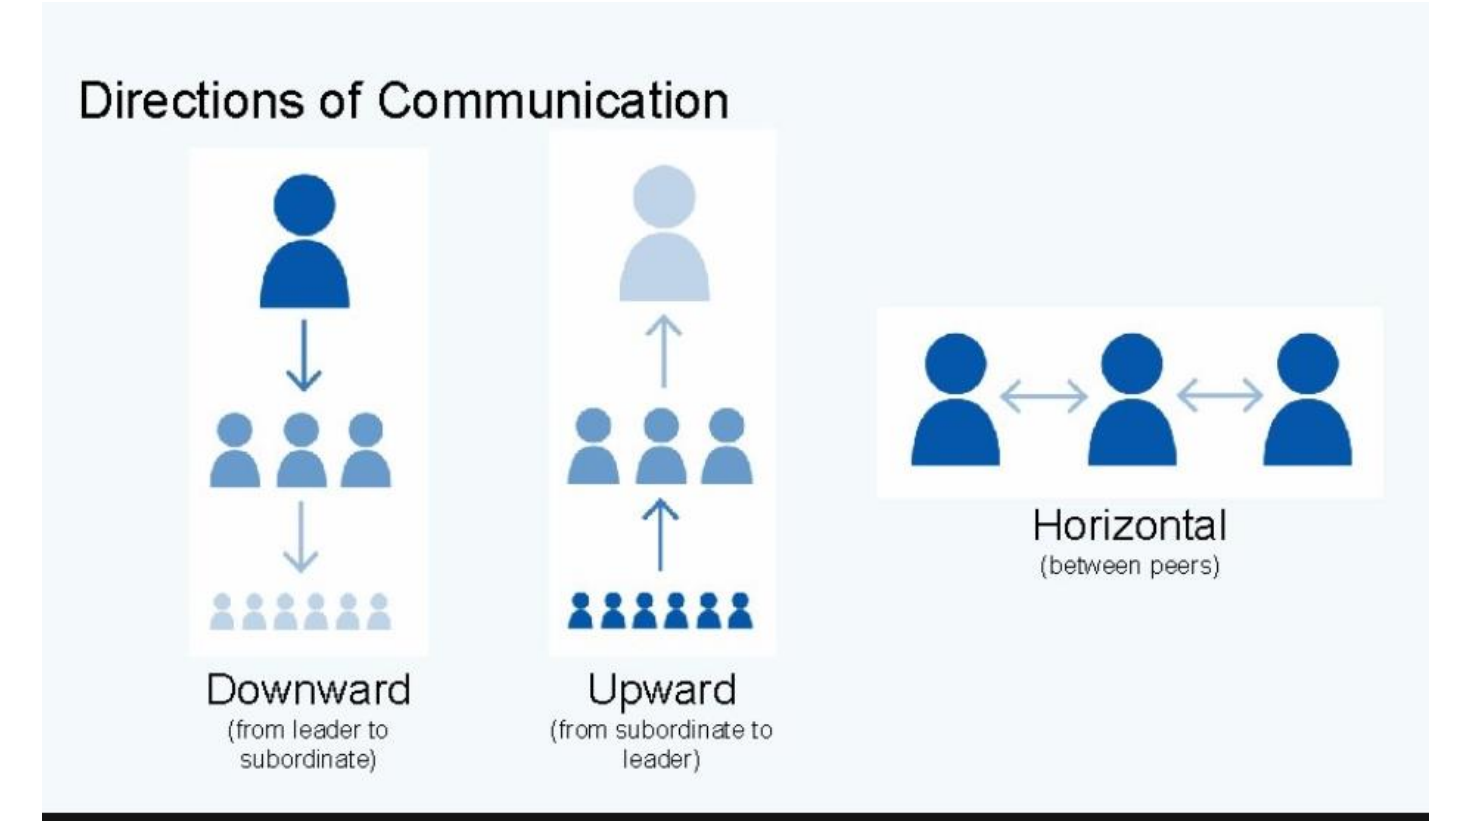 Directions of Communication
Downward
(from leader to
subordinate)
Upward
(from subordinate to
leader)
Horizontal
(between peers)